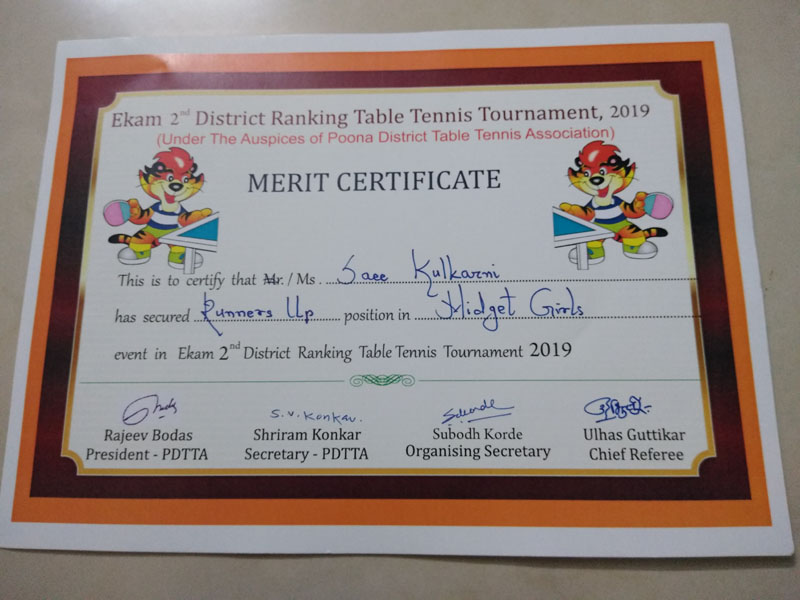 Ekam 2nd District Ranking Table Tennis Tournament, 2019
(Under The Auspices of Poona District Table Tennis Association)
MERIT CERTIFICATE
This is to certify that Mr. / Ms. Saee Kulkarni
has secured Runners Up position in Midget Girls
event in Ekam 2nd District Ranking Table Tennis Tournament 2019
S.V. Konkar.
Rajeev Bodas Shriram Konkar Subodh Korde Ulhas Guttikar
President - PDTTA Secretary - PDTTA Organising Secretary Chief Referee